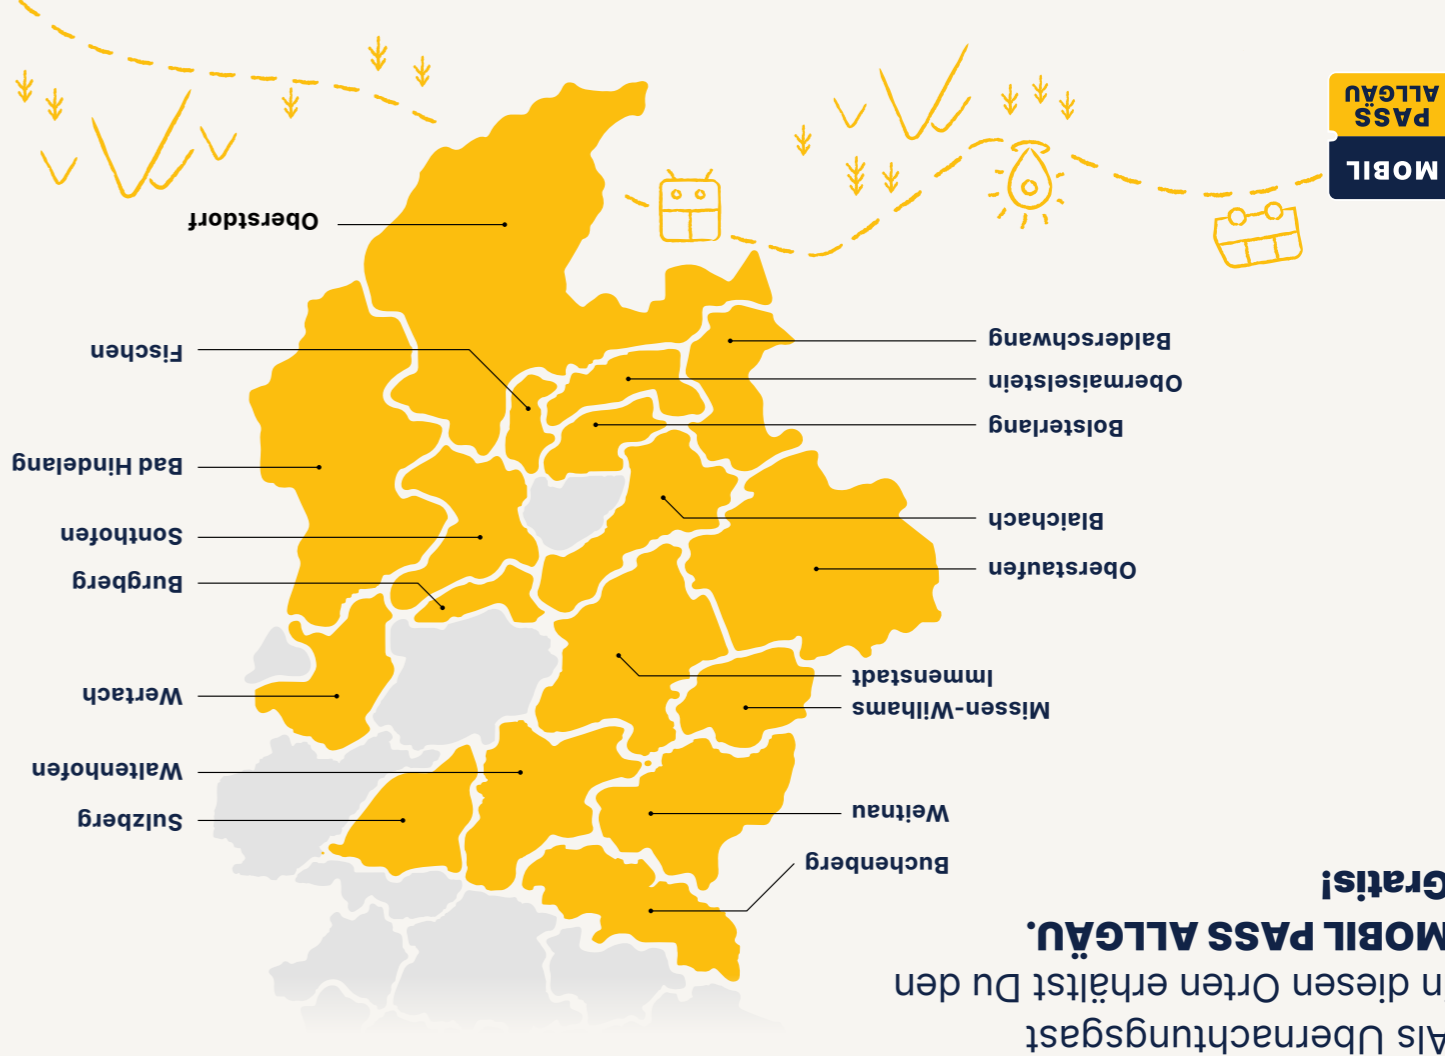 Als Übernachtungsgast
in diesen Orten erhältst Du den
MOBIL PASS ALLGÄU.
Gratis!
Buchenberg
Weitnau
Missen-Wilhams
Immenstadt
Oberstaufen
Blaichach
Bolsterlang
Obermaiselstein
Balderschwang
Sulzberg
Waltenhofen
Wertach
Burgberg
Sonthofen
Bad Hindelang
Fischen
Oberstdorf
MOBIL
PASS
ALLGÄU